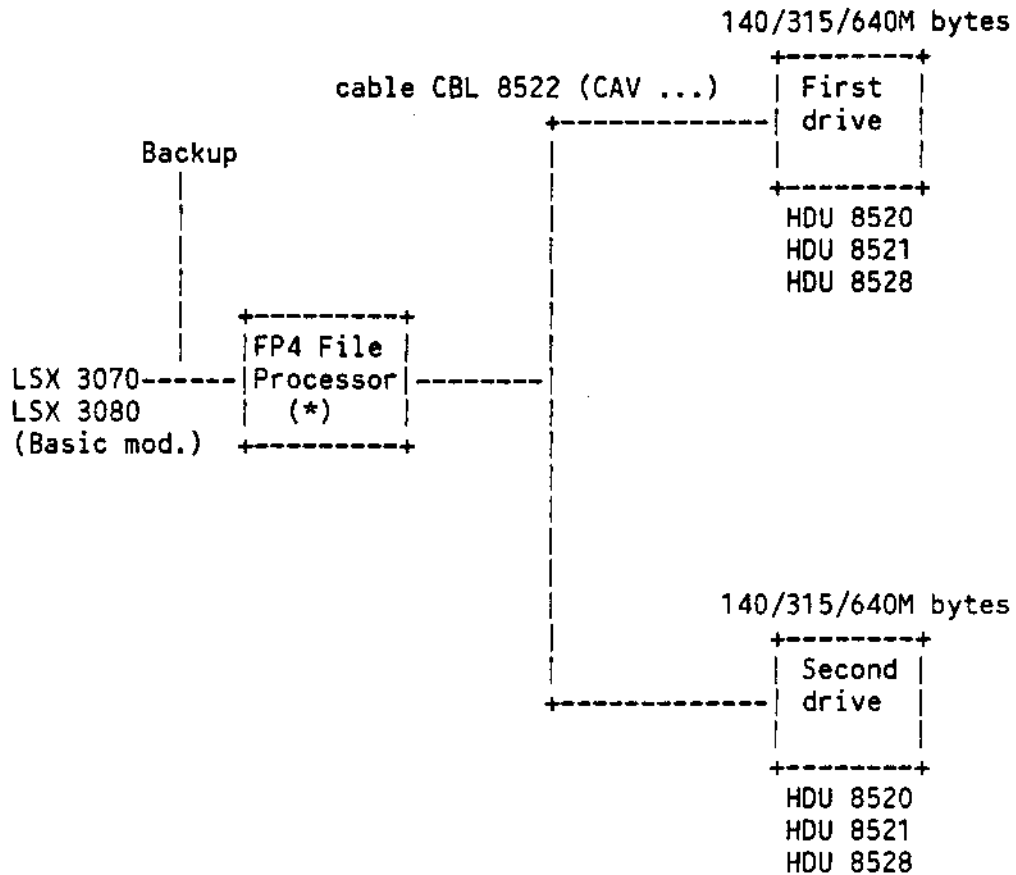 140/315/640M bytes
cable CBL 8522 (CAV ...)
First
drive
Backup
HDU 8520
HDU 8521
HDU 8528
FP4 File
LSX 3070
Processor
LSX 3080
(*)
(Basic mod.)
140/315/640M bytes
Second
drive
HDU 8520
HDU 8521
HDU 8528